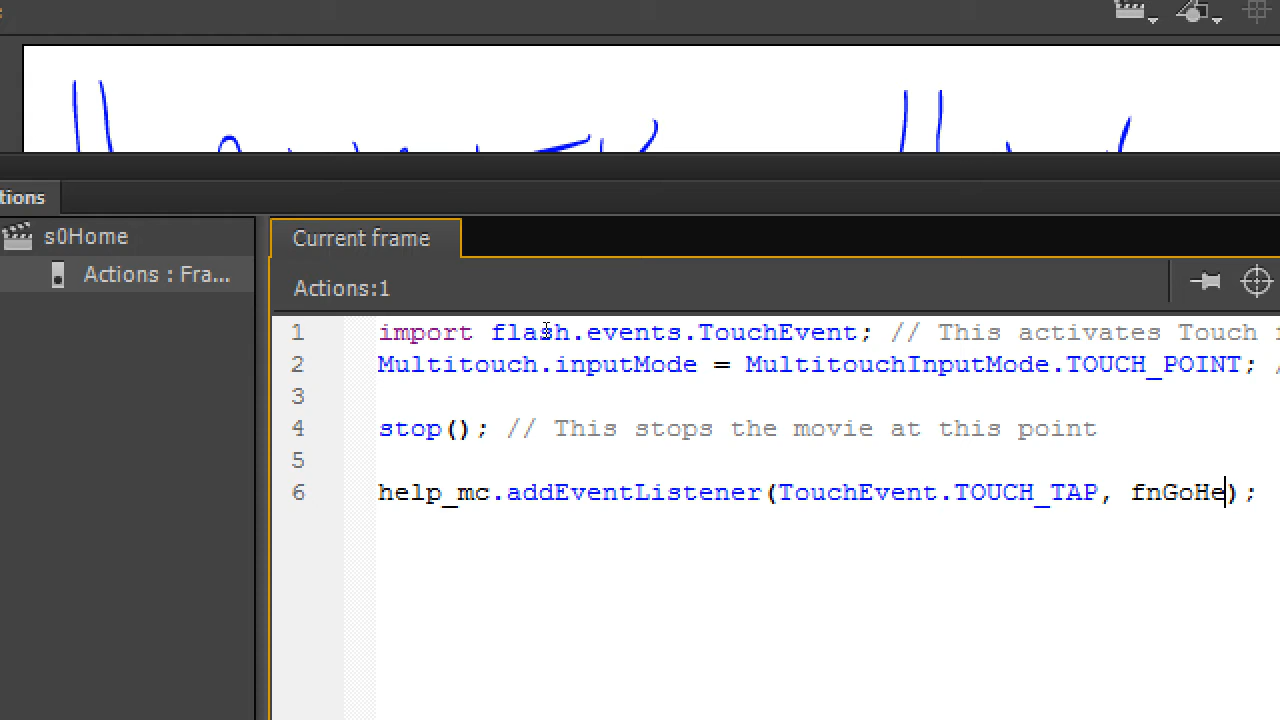 tions
s0Home
Current frame
Actions : Fra...
Actions:1
1 import flash.events.TouchEvent; // This activates Touch
2 Multitouch.inputMode = MultitouchInputMode.TOUCH_POINT; /
3
4 stop(); // This stops the movie at this point
5
6 help_mc.addEventListener(TouchEvent.TOUCH_TAP, fnGoHe);